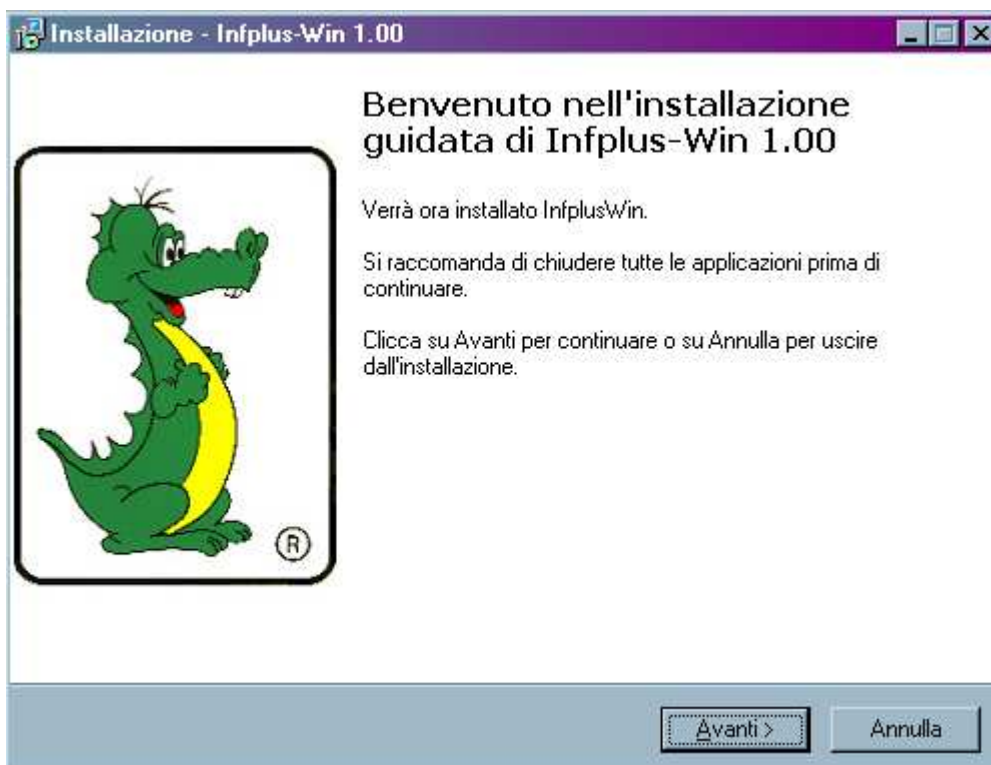 Installazione - Infplus-Win 1.00
Benvenuto nell'installazione
guidata di Infplus-Win 1.00
Verrà ora installato InfplusWin.
Si raccomanda di chiudere tutte le applicazioni prima di
continuare.
Clicca su Avanti per continuare o su Annulla per uscire
dall'installazione.
®
Avanti >
Annulla